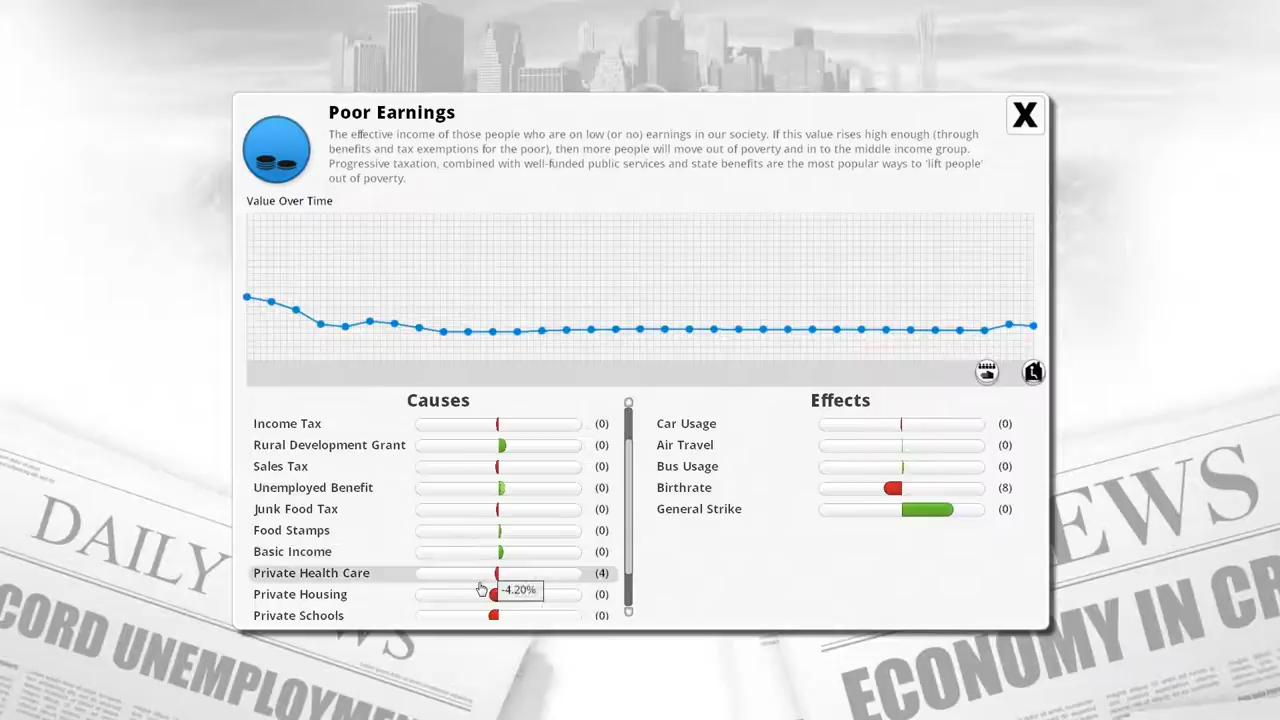 Poor Earnings
X
The effective income of those people who are on low (or no) earnings in our society. If this value rises high enough (through
benefits and tax exemptions for the poor), then more people will move out of poverty and in to the middle income group.
Progressive taxation, combined with well-funded public services and state benefits are the most popular ways to 'lift people'
out of poverty.
Value Over Time
Causes
Income Tax (0)
Rural Development Grant (0)
Sales Tax (0)
Unemployed Benefit (0)
Junk Food Tax (0)
Food Stamps (0)
Basic Income (0)
Private Health Care (4)
-4.20%
Private Housing (0)
Private Schools (0)
Effects
Car Usage (0)
Air Travel (0)
Bus Usage (0)
Birthrate (8)
General Strike (0)
DAILY
NEWS
CORD UNEMPLOYMEN
EWS
ECONOMY IN CR